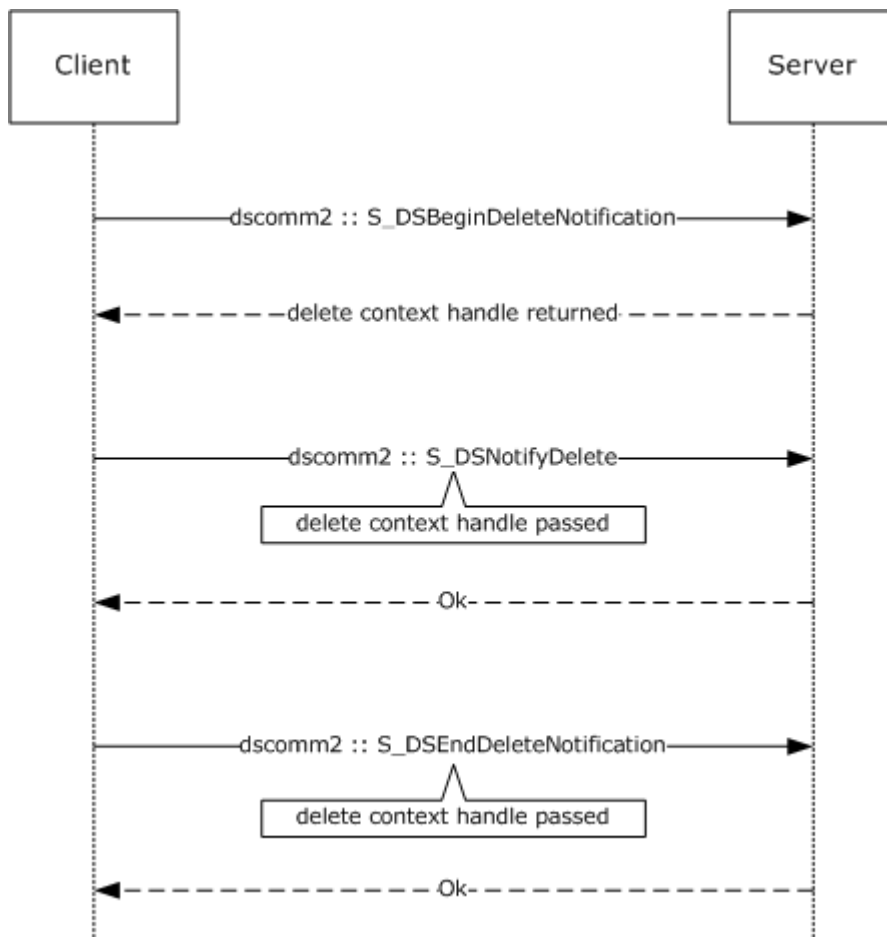 Client
Server
dscomm2 :: S_DSBeginDeleteNotification
delete context handle returned
dscomm2 :: S_DSNotifyDelete
delete context handle passed
Ok
dscomm2 :: S_DSEndDeleteNotification
delete context handle passed
Ok